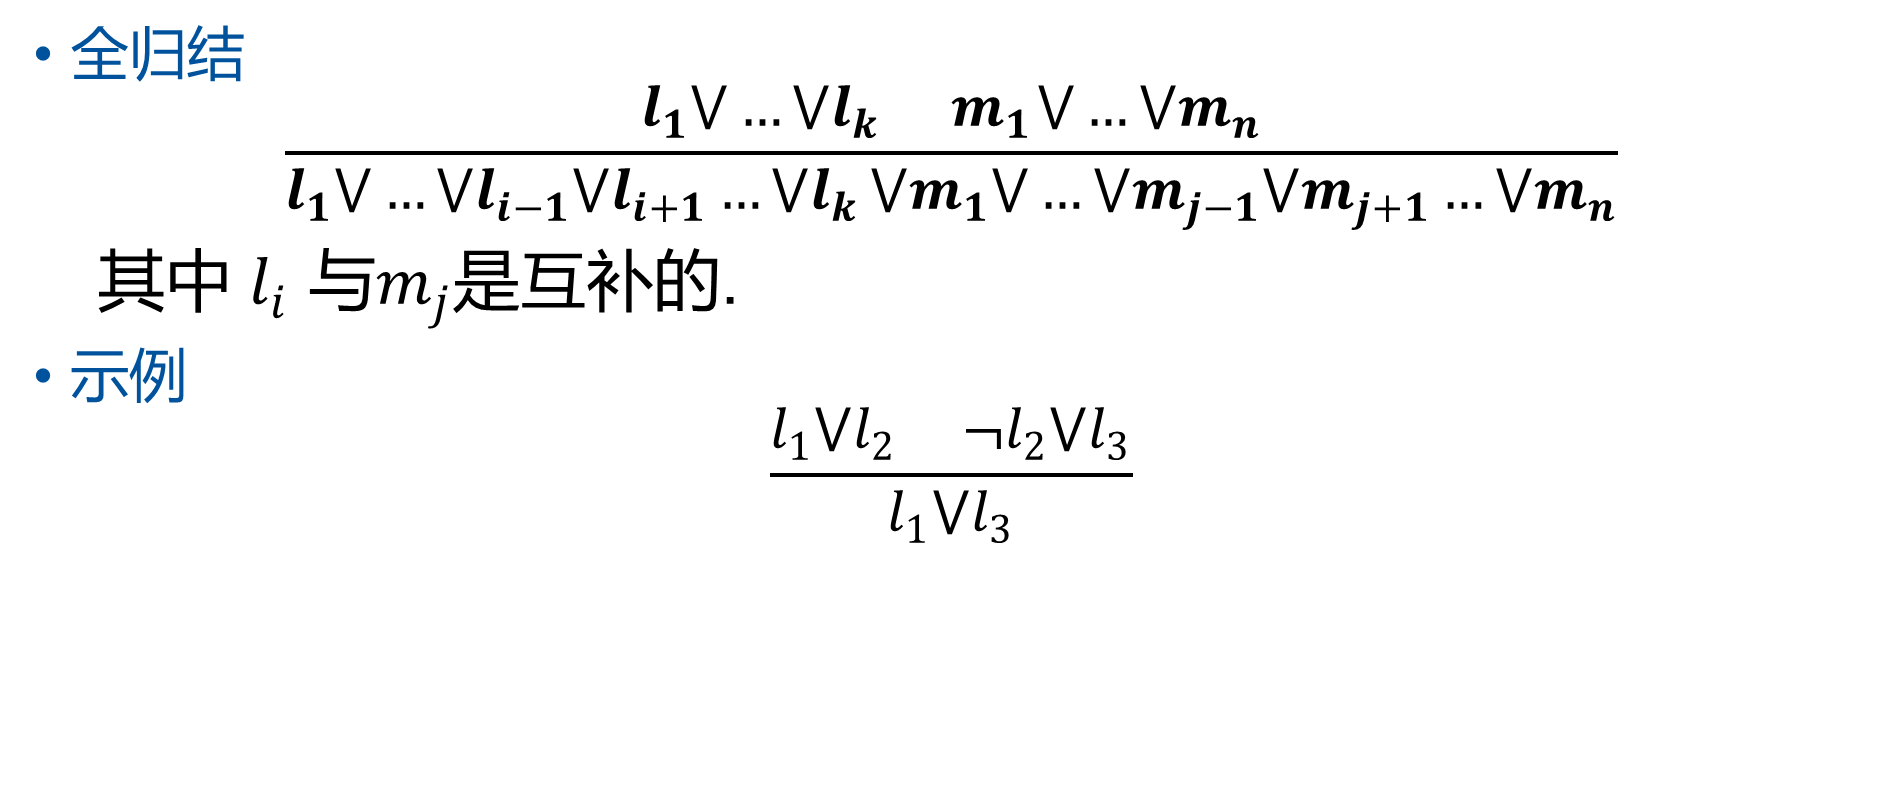 • 全归结
l₁⋁ … ⋁lₖ m₁⋁ … ⋁mₙ
l₁⋁ … ⋁lᵢ₋₁⋁lᵢ₊₁ … ⋁lₖ ⋁m₁⋁ … ⋁mⱼ₋₁⋁mⱼ₊₁ … ⋁mₙ
其中 lᵢ 与mⱼ是互补的.
• 示例
l₁⋁l₂ ¬l₂⋁l₃
l₁⋁l₃